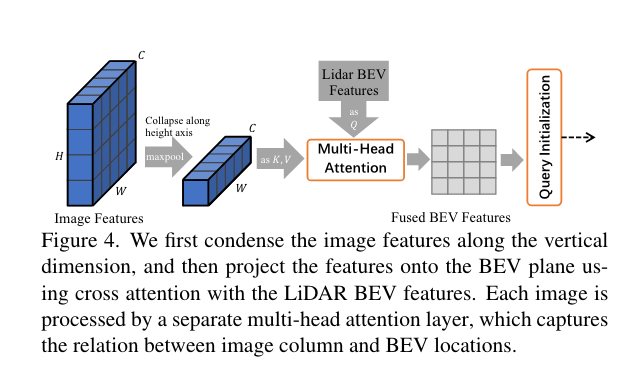 C
Lidar BEV
Features
as
Q
Collapse along
height axis
maxpool
H
W
C
W
as K,V
Multi-Head
Attention
Query Initialization
Image Features
Fused BEV Features
Figure 4. We first condense the image features along the vertical
dimension, and then project the features onto the BEV plane us-
ing cross attention with the LiDAR BEV features. Each image is
processed by a separate multi-head attention layer, which captures
the relation between image column and BEV locations.